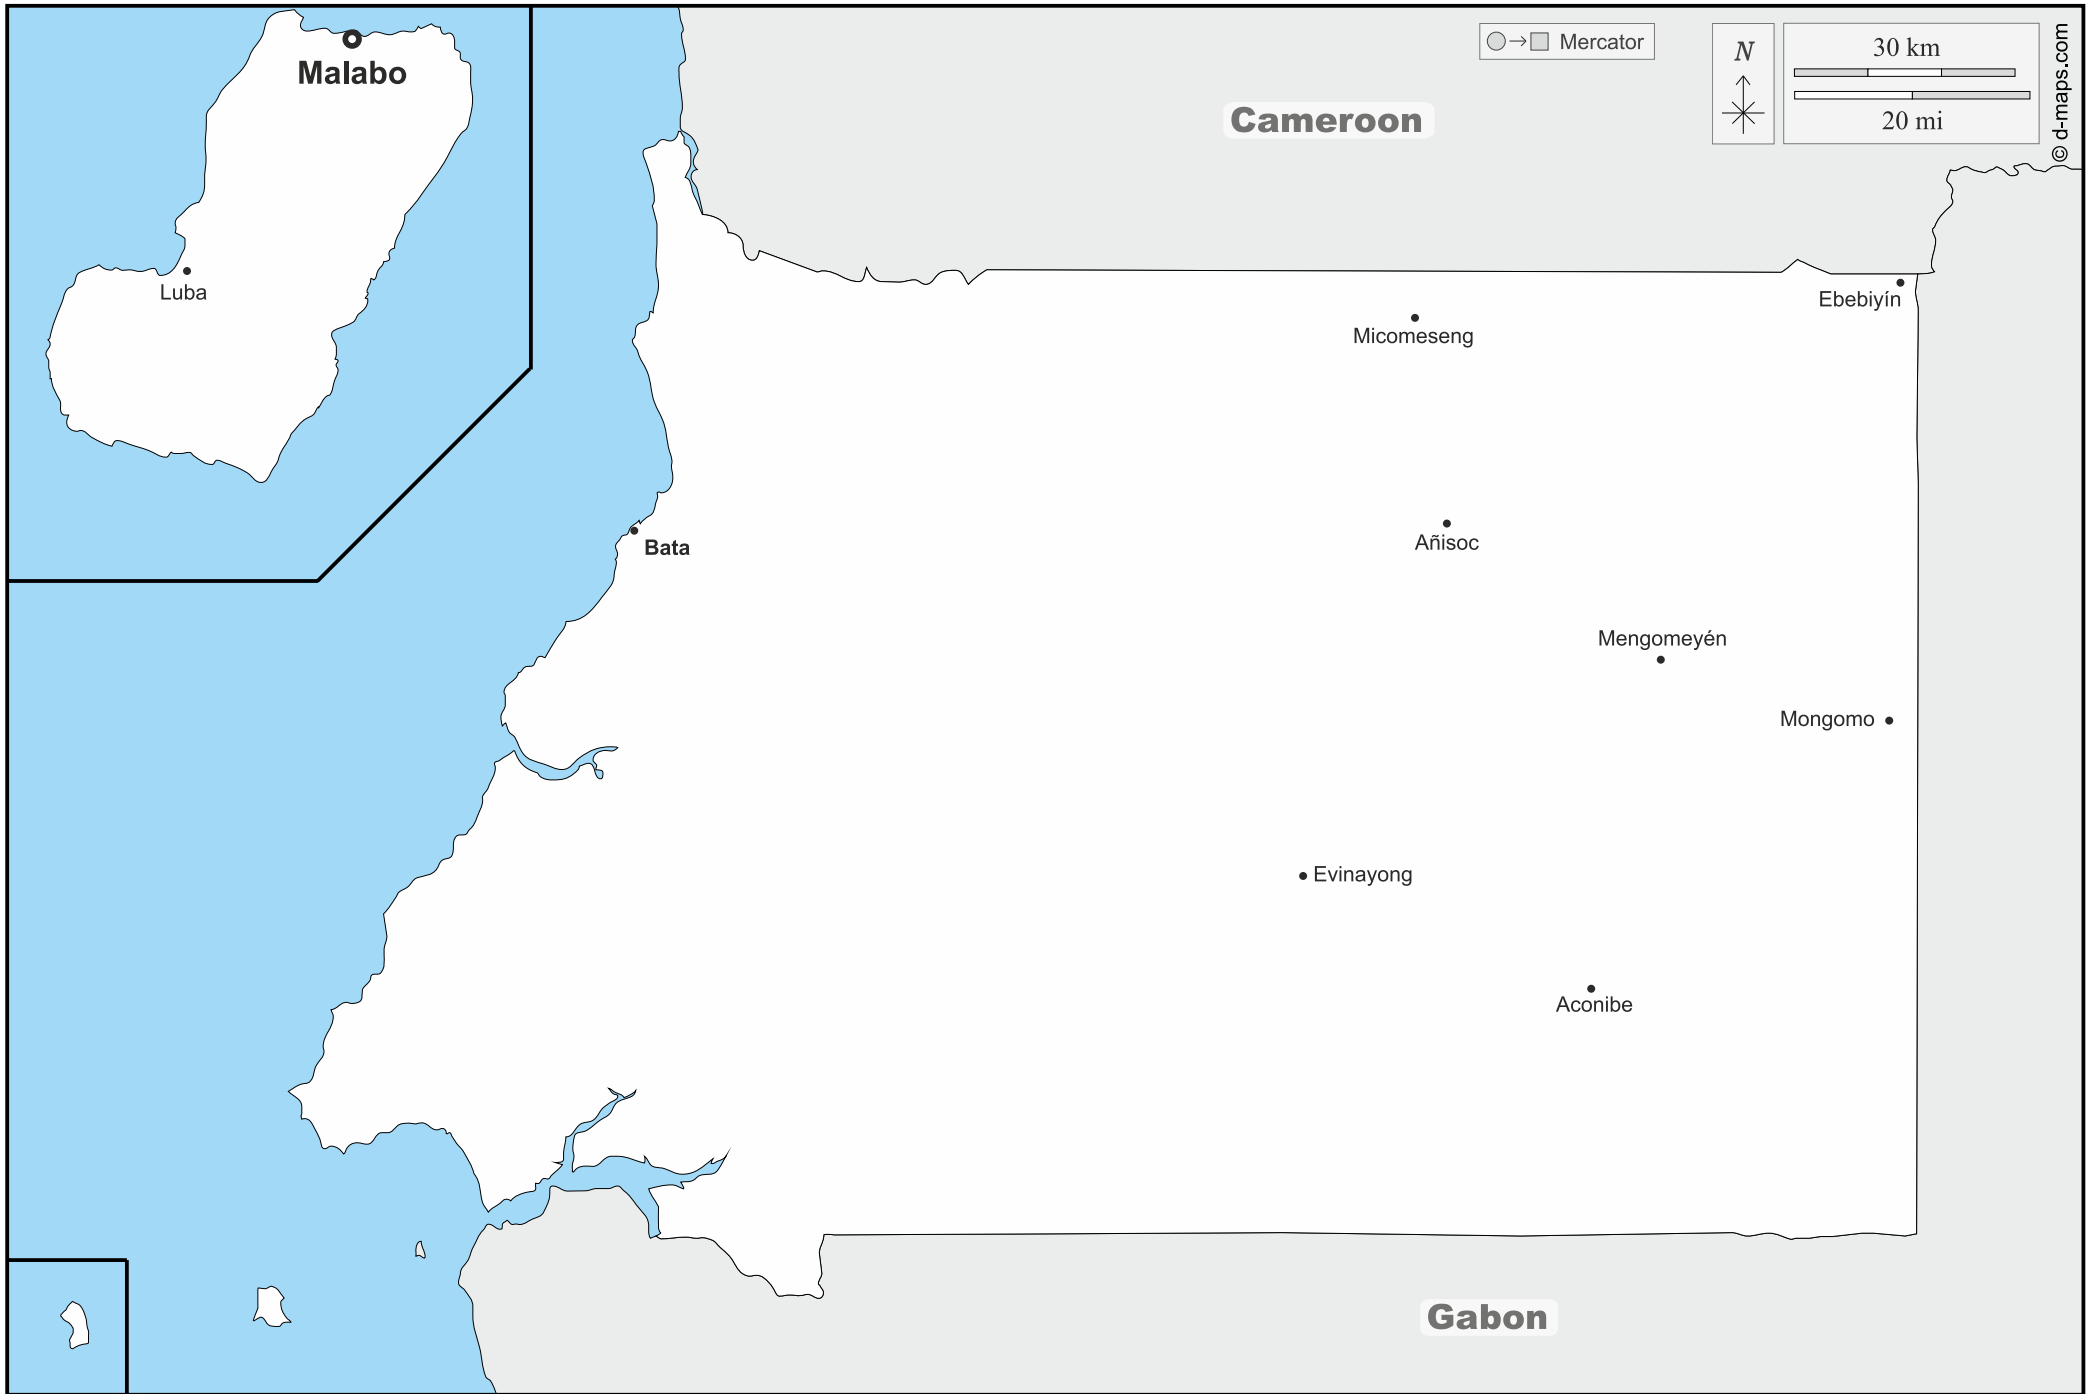 Malabo
Luba
Mercator
N
30 km
20 mi
© d-maps.com
Cameroon
Ebebiyín
Micomeseng
Bata
Añisoc
Mengomeyén
Mongomo
Evinayong
Aconibe
Gabon